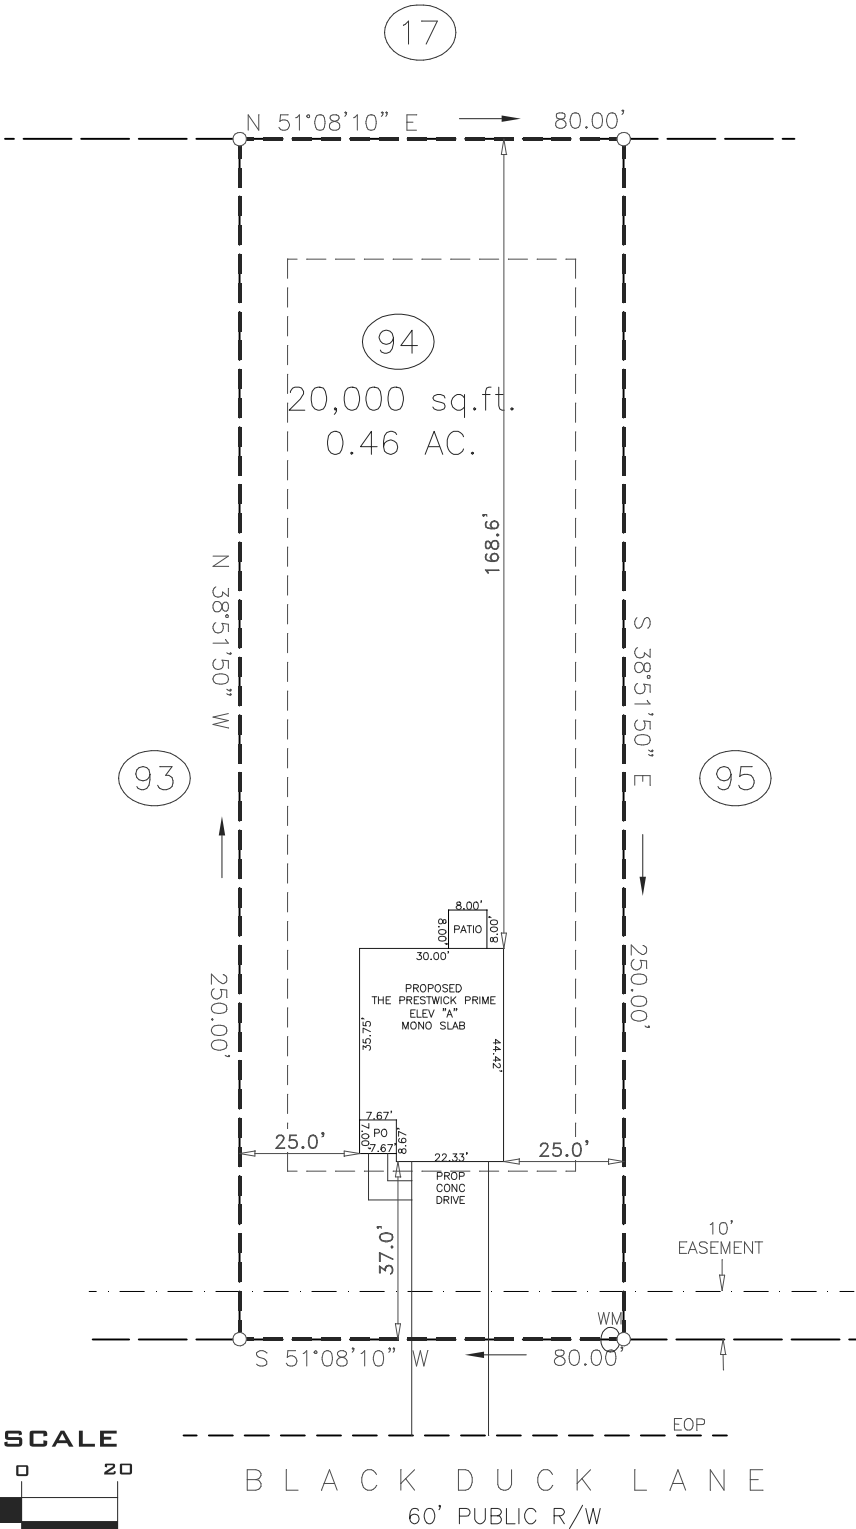 17
N 51°08'10" E
80.00'
94
20,000 sq.ft.
0.46 AC.
168.6'
N 38°51'50" W
S 38°51'50" E
93
95
8.00'
8.00'
PATIO
8.00'
30.00'
250.00'
250.00'
PROPOSED
THE PRESTWICK PRIME
ELEV "A"
MONO SLAB
35.75'
44.42'
7.67'
7.00'
PO
8.67'
7.67'
25.0'
22.33'
25.0'
PROP
CONC
DRIVE
37.0'
10'
EASEMENT
WM
S 51°08'10" W
80.00'
EOP
SCALE
0 20
BLACK DUCK LANE
60' PUBLIC R/W